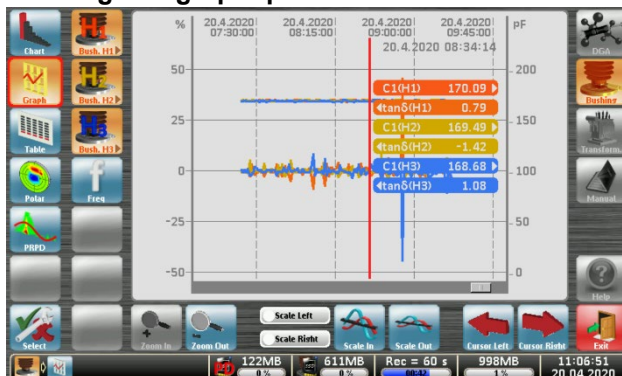 % 20.4.2020 20.4.2020 20.4.2020 20.4.2020 pF
07:30:00 08:15:00 09:00:00 09:45:00
20.4.2020 08:34:14
50 200
25 150
0 100
-25 50
-50 0
C1(H1) 170.09
tanδ(H1) 0.79
C1(H2) 169.49
tanδ(H2) -1.42
C1(H3) 168.68
tanδ(H3) 1.08
Chart H1 Bush. H1 DGA
Graph H2 Bush. H2 Bushing
Table H3 Bush. H3 Transform.
Polar f Freq Manual
PRPD
Help
Select Zoom In Zoom Out Scale Left Scale In Scale Out Cursor Left Cursor Right Exit
Scale Right
122MB 611MB Rec = 60 s 998MB 11:06:51
0 % 0 % 00:42 1 % 20.04.2020